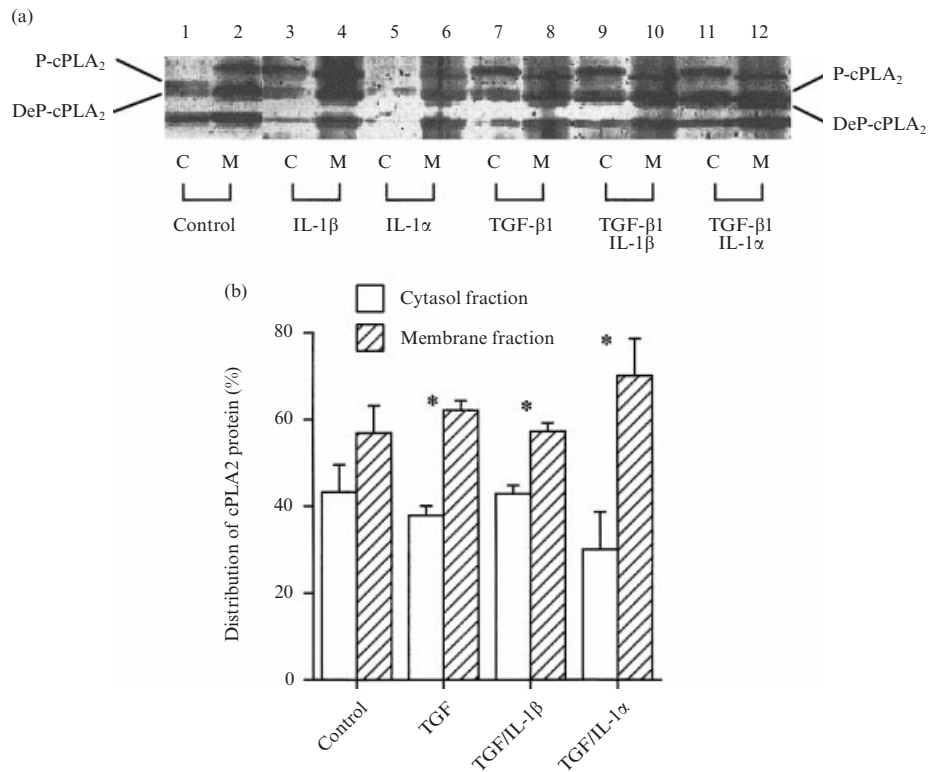 (a)
1 2 3 4 5 6 7 8 9 10 11 12
P-cPLA₂
DeP-cPLA₂
P-cPLA₂
DeP-cPLA₂
C M C M C M C M C M C M
Control IL-1β IL-1α TGF-β1 TGF-β1 TGF-β1
IL-1β IL-1α
(b)
Cytasol fraction
Membrane fraction
Distribution of cPLA2 protein (%)
80
60
40
20
0
* * *
Control TGF TGF/IL-1β TGF/IL-1α